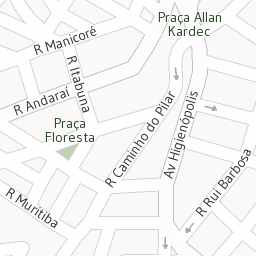 Praça Allan
Kardec
R Manicoré
R Itabuna
R Andaraí
Praça
Floresta
R Caminho do Pilar
Av Higienópolis
R Rui Barbosa
R Muritiba